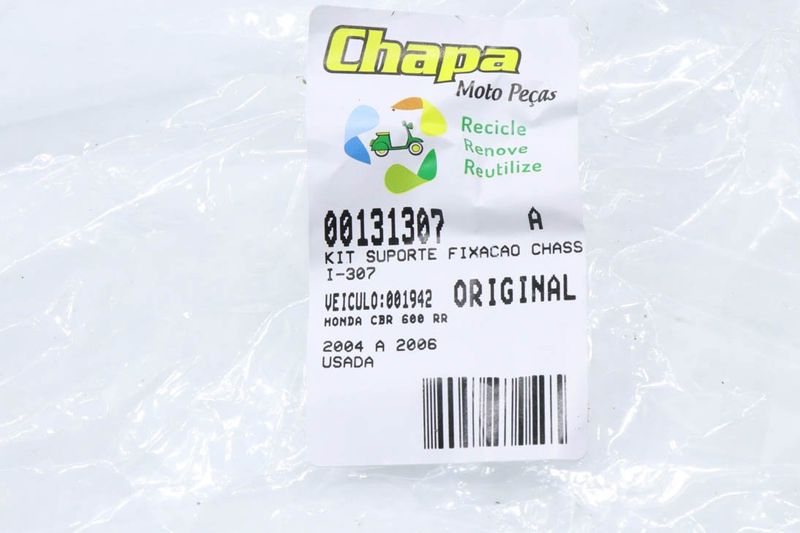 Chapa
Moto Peças
Recicle
Renove
Reutilize
00131307 A
KIT SUPORTE FIXACAO CHASS
I-307
VEICULO:001942 ORIGINAL
HONDA CBR 600 RR
2004 A 2006
USADA